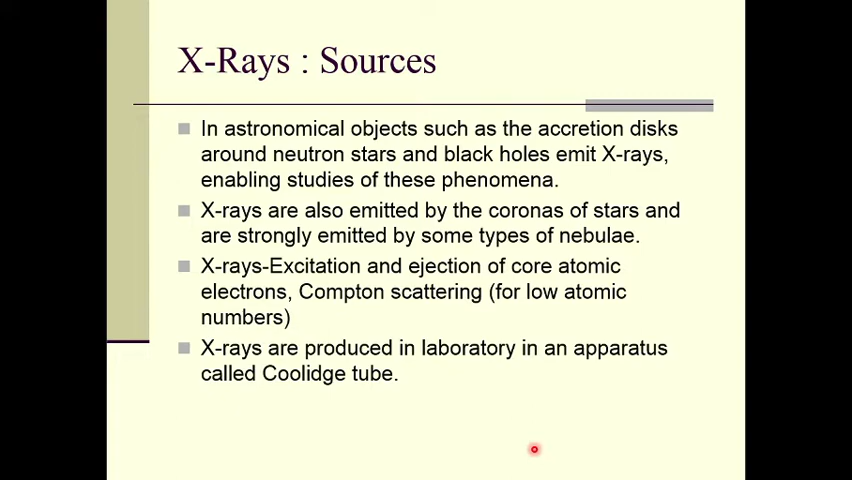 X-Rays : Sources
In astronomical objects such as the accretion disks
around neutron stars and black holes emit X-rays,
enabling studies of these phenomena.
X-rays are also emitted by the coronas of stars and
are strongly emitted by some types of nebulae.
X-rays-Excitation and ejection of core atomic
electrons, Compton scattering (for low atomic
numbers)
X-rays are produced in laboratory in an apparatus
called Coolidge tube.